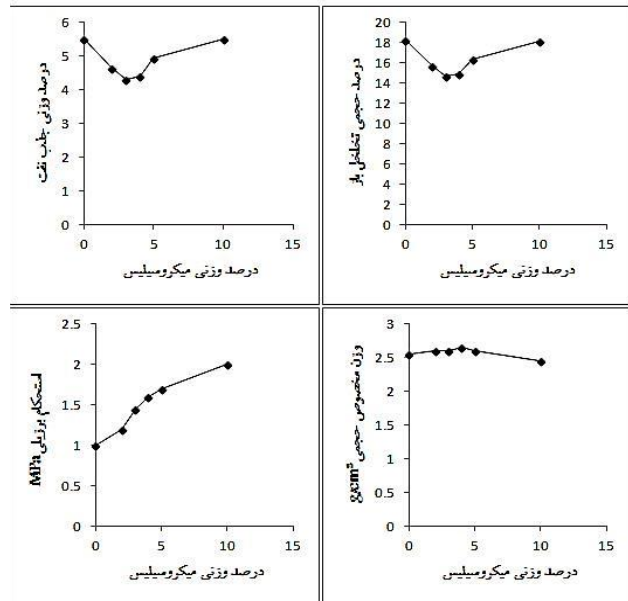 6
5
4
3
2
1
0
0 5 10 15
درصد وزنی جذب نفت
درصد وزنی میکروسیلیس
20
18
16
14
12
10
8
6
4
2
0
0 5 10 15
درصد حجمی تخلخل باز
درصد وزنی میکروسیلیس
2.5
2
1.5
1
0.5
0
0 5 10 15
استحکام برزیلی MPa
درصد وزنی میکروسیلیس
3
2.5
2
1.5
1
0.5
0
0 5 10 15
وزن مخصوص حجمی g/cm³
درصد وزنی میکروسیلیس